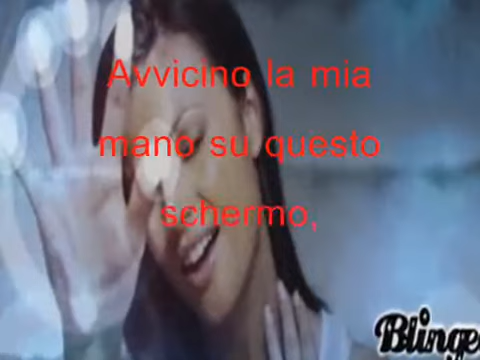 Avvicino la mia
mano su questo
schermo,
Blingee